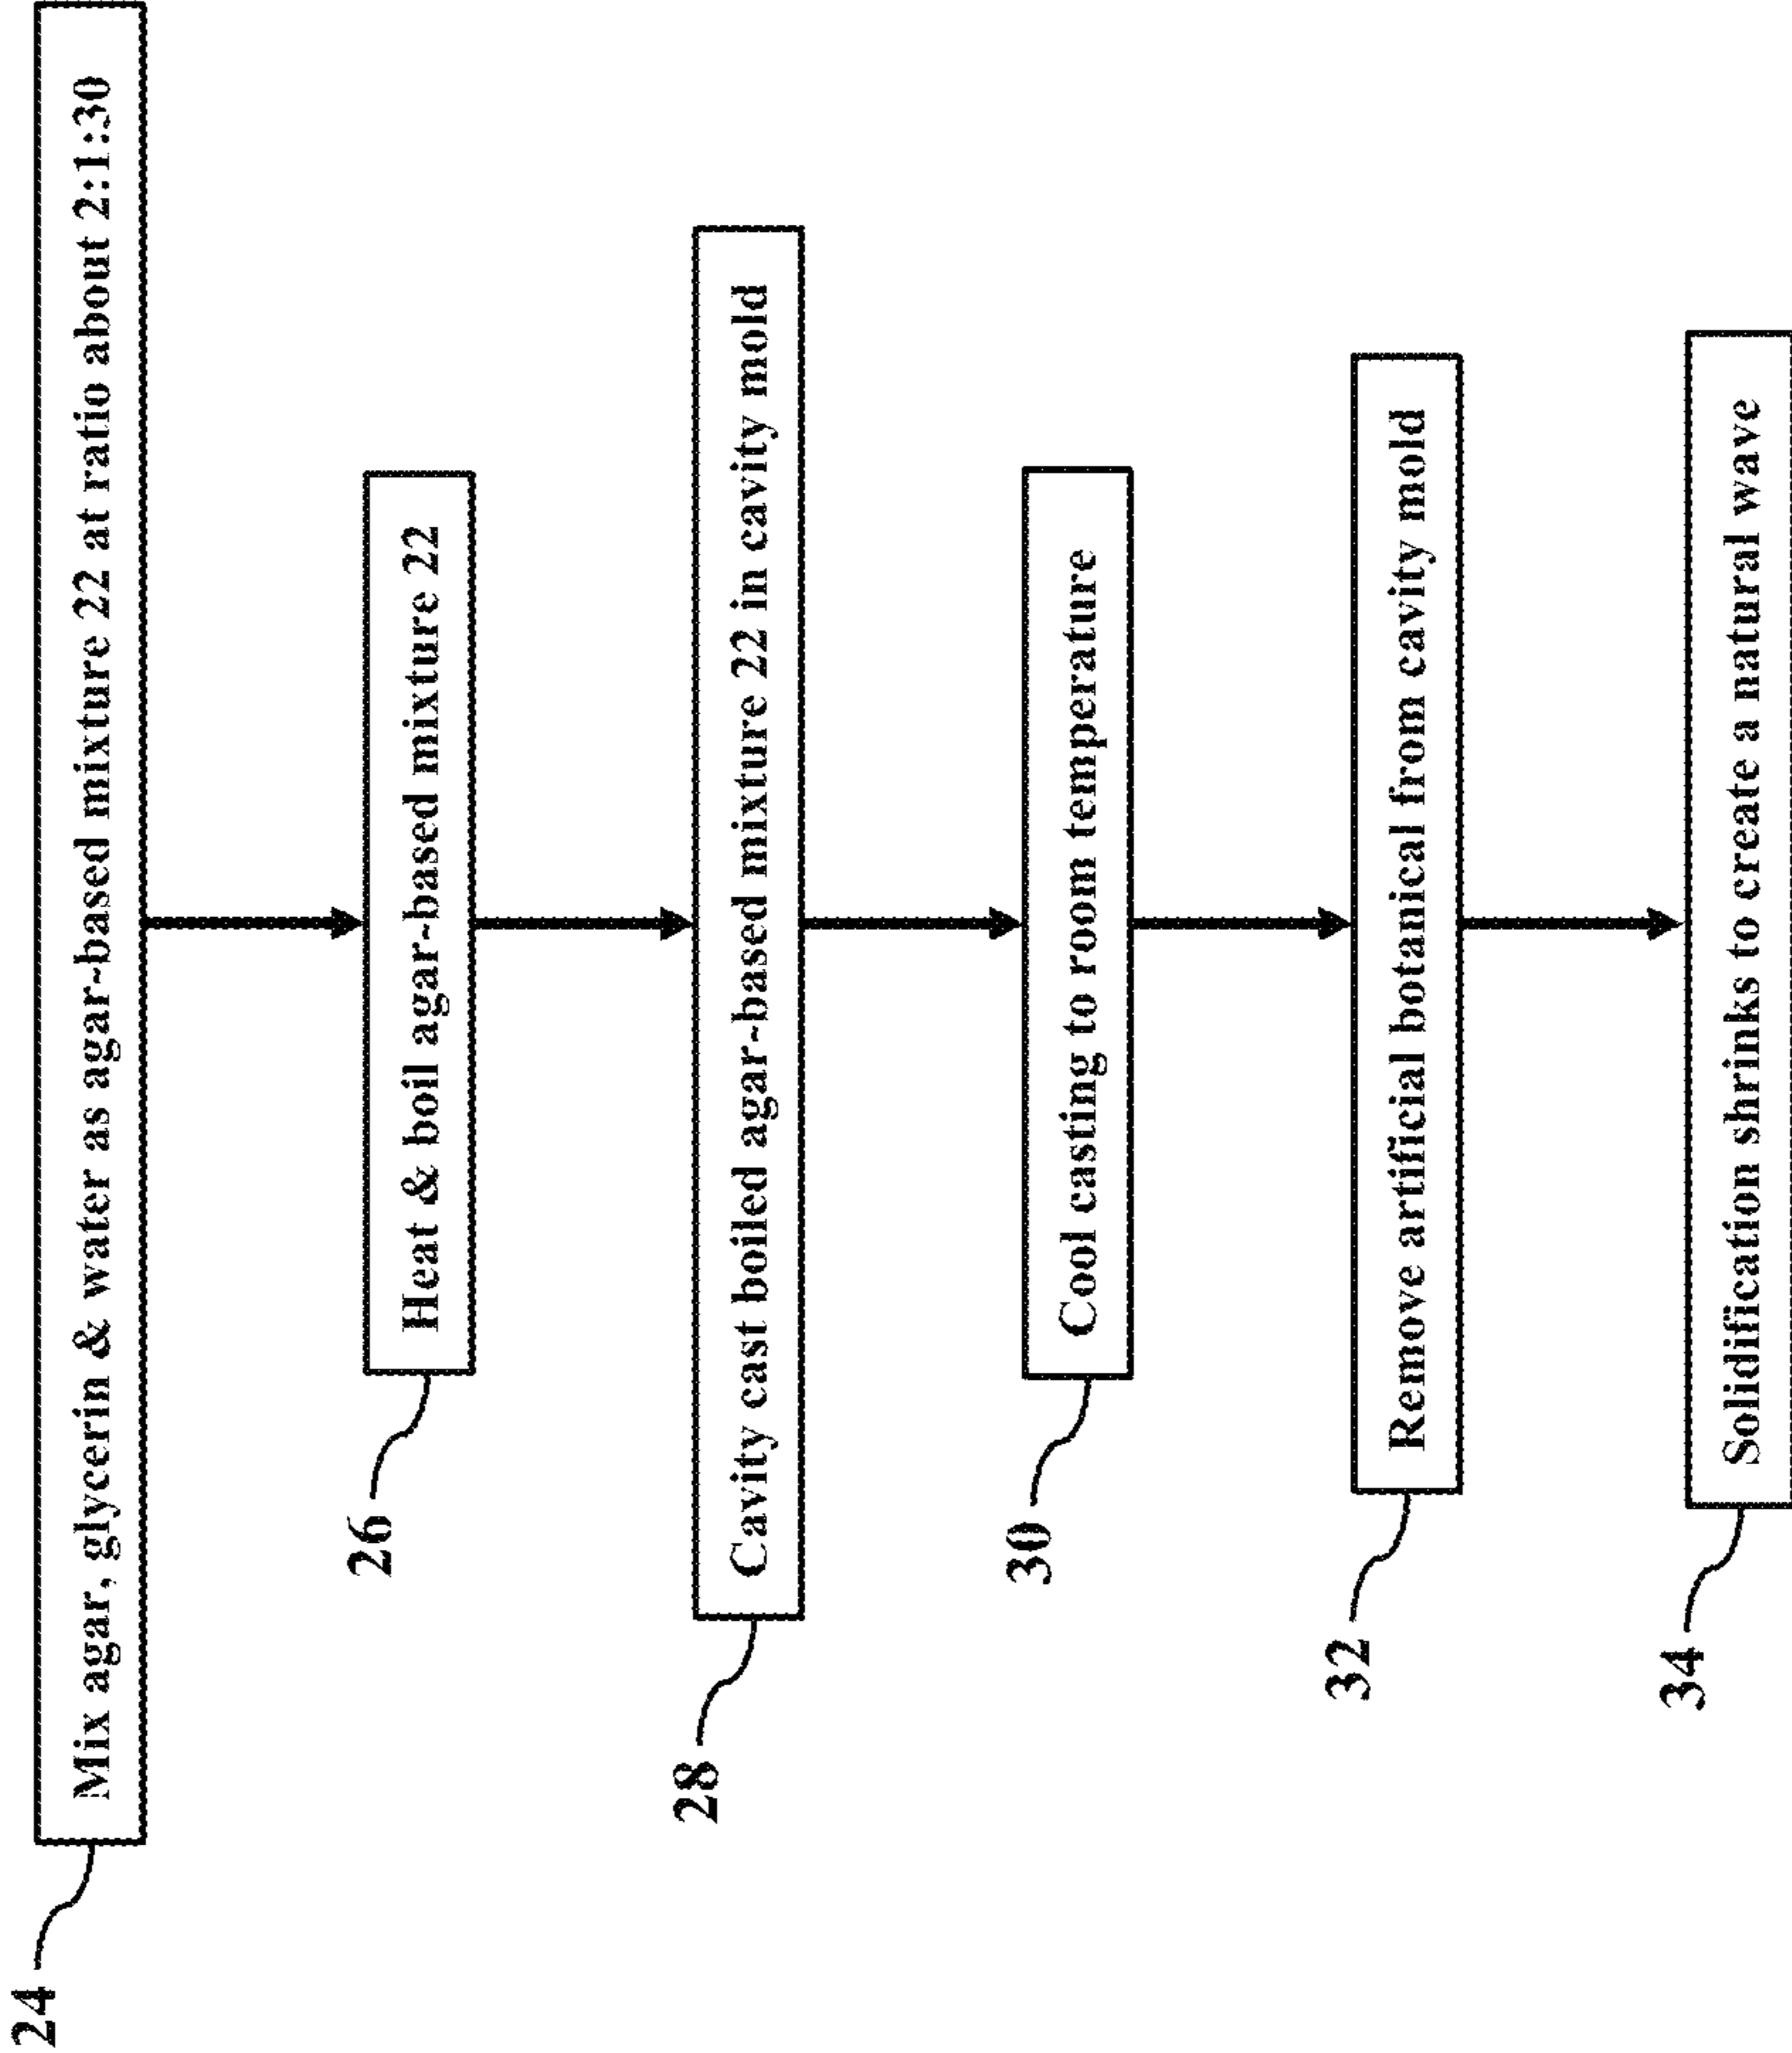 24
Mix agar, glycerin & water as agar-based mixture 22 at ratio about 2:1:30
26
Heat & boil agar-based mixture 22
28
Cavity cast boiled agar-based mixture 22 in cavity mold
30
Cool casting to room temperature
32
Remove artificial botanical from cavity mold
34
Solidification shrinks to create a natural wave